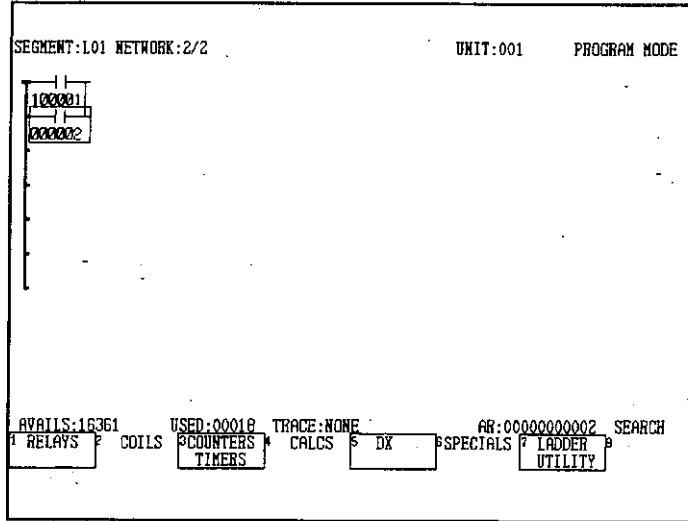 SEGMENT:L01 NETWORK:2/2 UNIT:001 PROGRAM MODE
100001
000002
AVAILS:16361 USED:00018 TRACE:NONE AR:00000000002 SEARCH
1 RELAYS 2 COILS 3 COUNTERS 4 CALCS 5 DX 6 SPECIALS 7 LADDER 8
TIMERS UTILITY